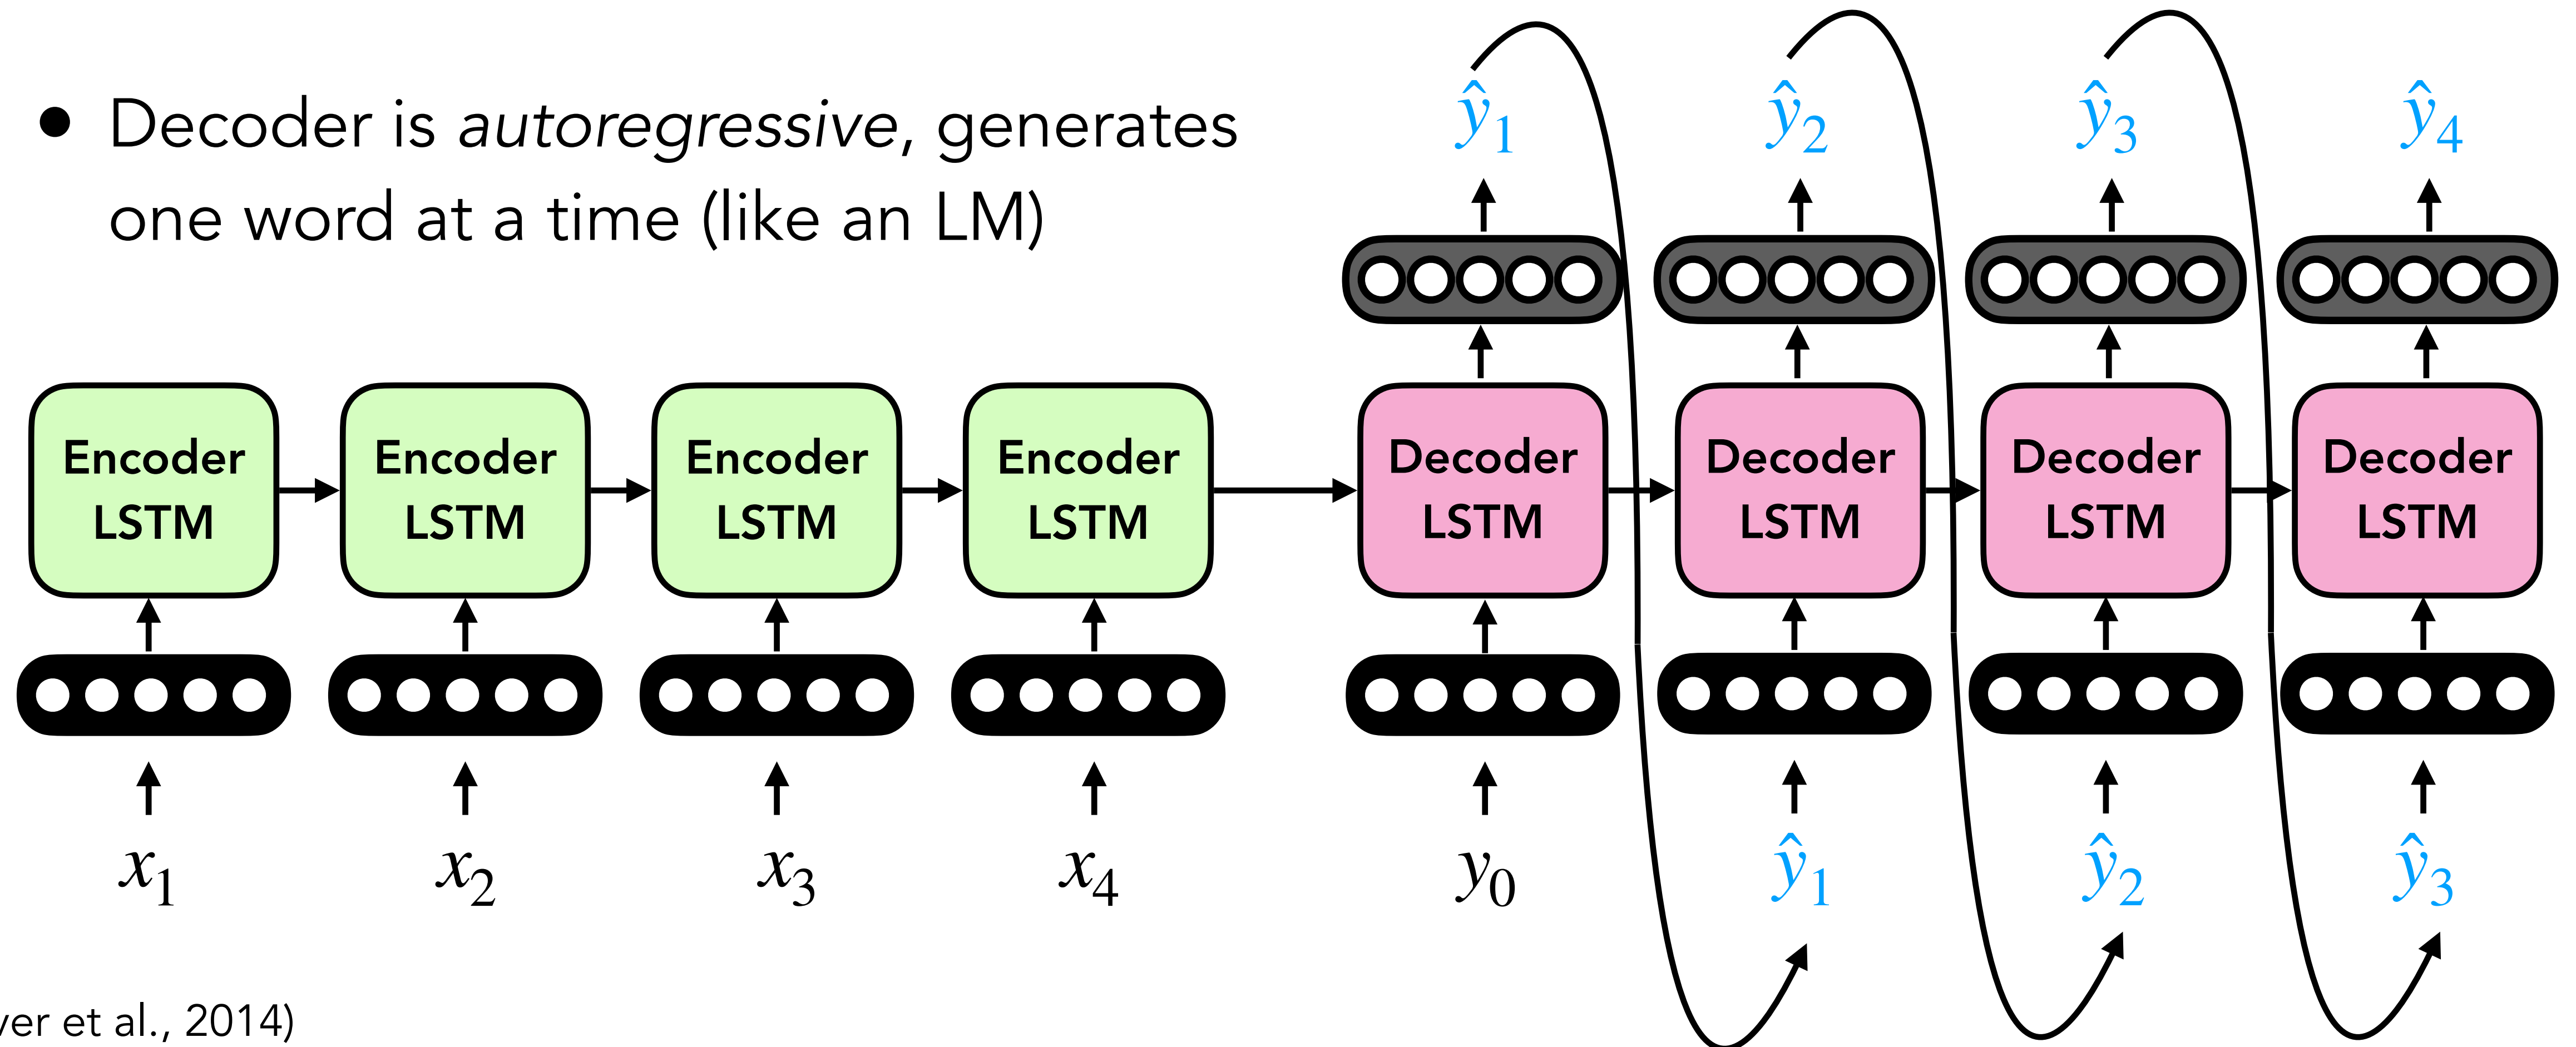 • Decoder is autoregressive, generates
one word at a time (like an LM)
ŷ₁ ŷ₂ ŷ₃ ŷ₄
Encoder LSTM
Encoder LSTM
Encoder LSTM
Encoder LSTM
Decoder LSTM
Decoder LSTM
Decoder LSTM
Decoder LSTM
x₁ x₂ x₃ x₄ y₀ ŷ₁ ŷ₂ ŷ₃
et al., 2014)